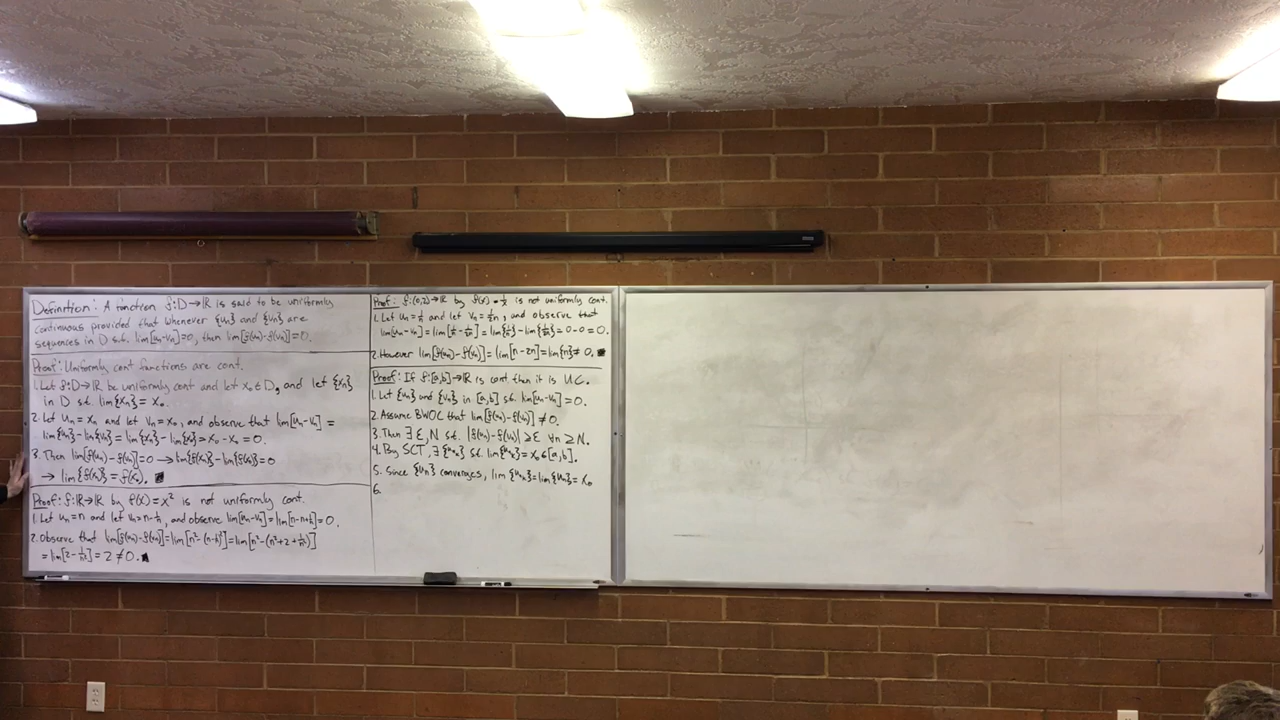 Definition: A function f:D→ℝ is said to be uniformly
continuous provided that whenever {uₙ} and {vₙ} are
sequences in D s.t. lim[uₙ-vₙ]=0, then lim[f(uₙ)-f(vₙ)]=0.
Proof: Uniformly cont functions are cont.
1. Let f:D→ℝ be uniformly cont and let x₀∈D, and let {xₙ}
in D s.t. lim{xₙ}=x₀.
2. Let uₙ=xₙ and let vₙ=x₀, and observe that lim[uₙ-vₙ]=
lim{uₙ}-lim{vₙ}=lim{xₙ}-lim{x₀}=x₀-x₀=0.
3. Then lim[f(uₙ)-f(vₙ)]=0→lim{f(xₙ)}-lim{f(x₀)}=0
→ lim{f(xₙ)}=f(x₀). ■
Proof: f:ℝ→ℝ by f(x)=x² is not uniformly cont.
1. Let uₙ=n and let vₙ=n-1/n, and observe lim[uₙ-vₙ]=lim[n-n+1/n]=0.
2. Observe that lim[f(uₙ)-f(vₙ)]=lim[n²-(n-1/n)²]=lim[n²-(n²+2+1/n²)]
=lim[2-1/n²]=2≠0. ■
Proof: f:(0,2)→ℝ by f(x)=1/x is not uniformly cont.
1. Let uₙ=1/n and let vₙ=1/2n, and observe that
lim[uₙ-vₙ]=lim[1/n-1/2n]=lim{1/n}-lim{1/2n}=0-0=0.
2. However lim[f(uₙ)-f(vₙ)]=lim[n-2n]=lim{n}≠0. ■
Proof: If f:[a,b]→ℝ is cont. then it is UC.
1. Let {uₙ} and {vₙ} in [a,b] s.t. lim[uₙ-vₙ]=0.
2. Assume BWOC that lim[f(uₙ)-f(vₙ)]≠0.
3. Then ∃ ε,N s.t. |f(uₙ)-f(vₙ)|≥ε ∀n≥N.
4. By SCT, ∃{uₙₖ} s.t. lim{uₙₖ}=x₀∈[a,b].
5. Since {uₙ} converges, lim{uₙₖ}=lim{uₙ}=x₀
6.